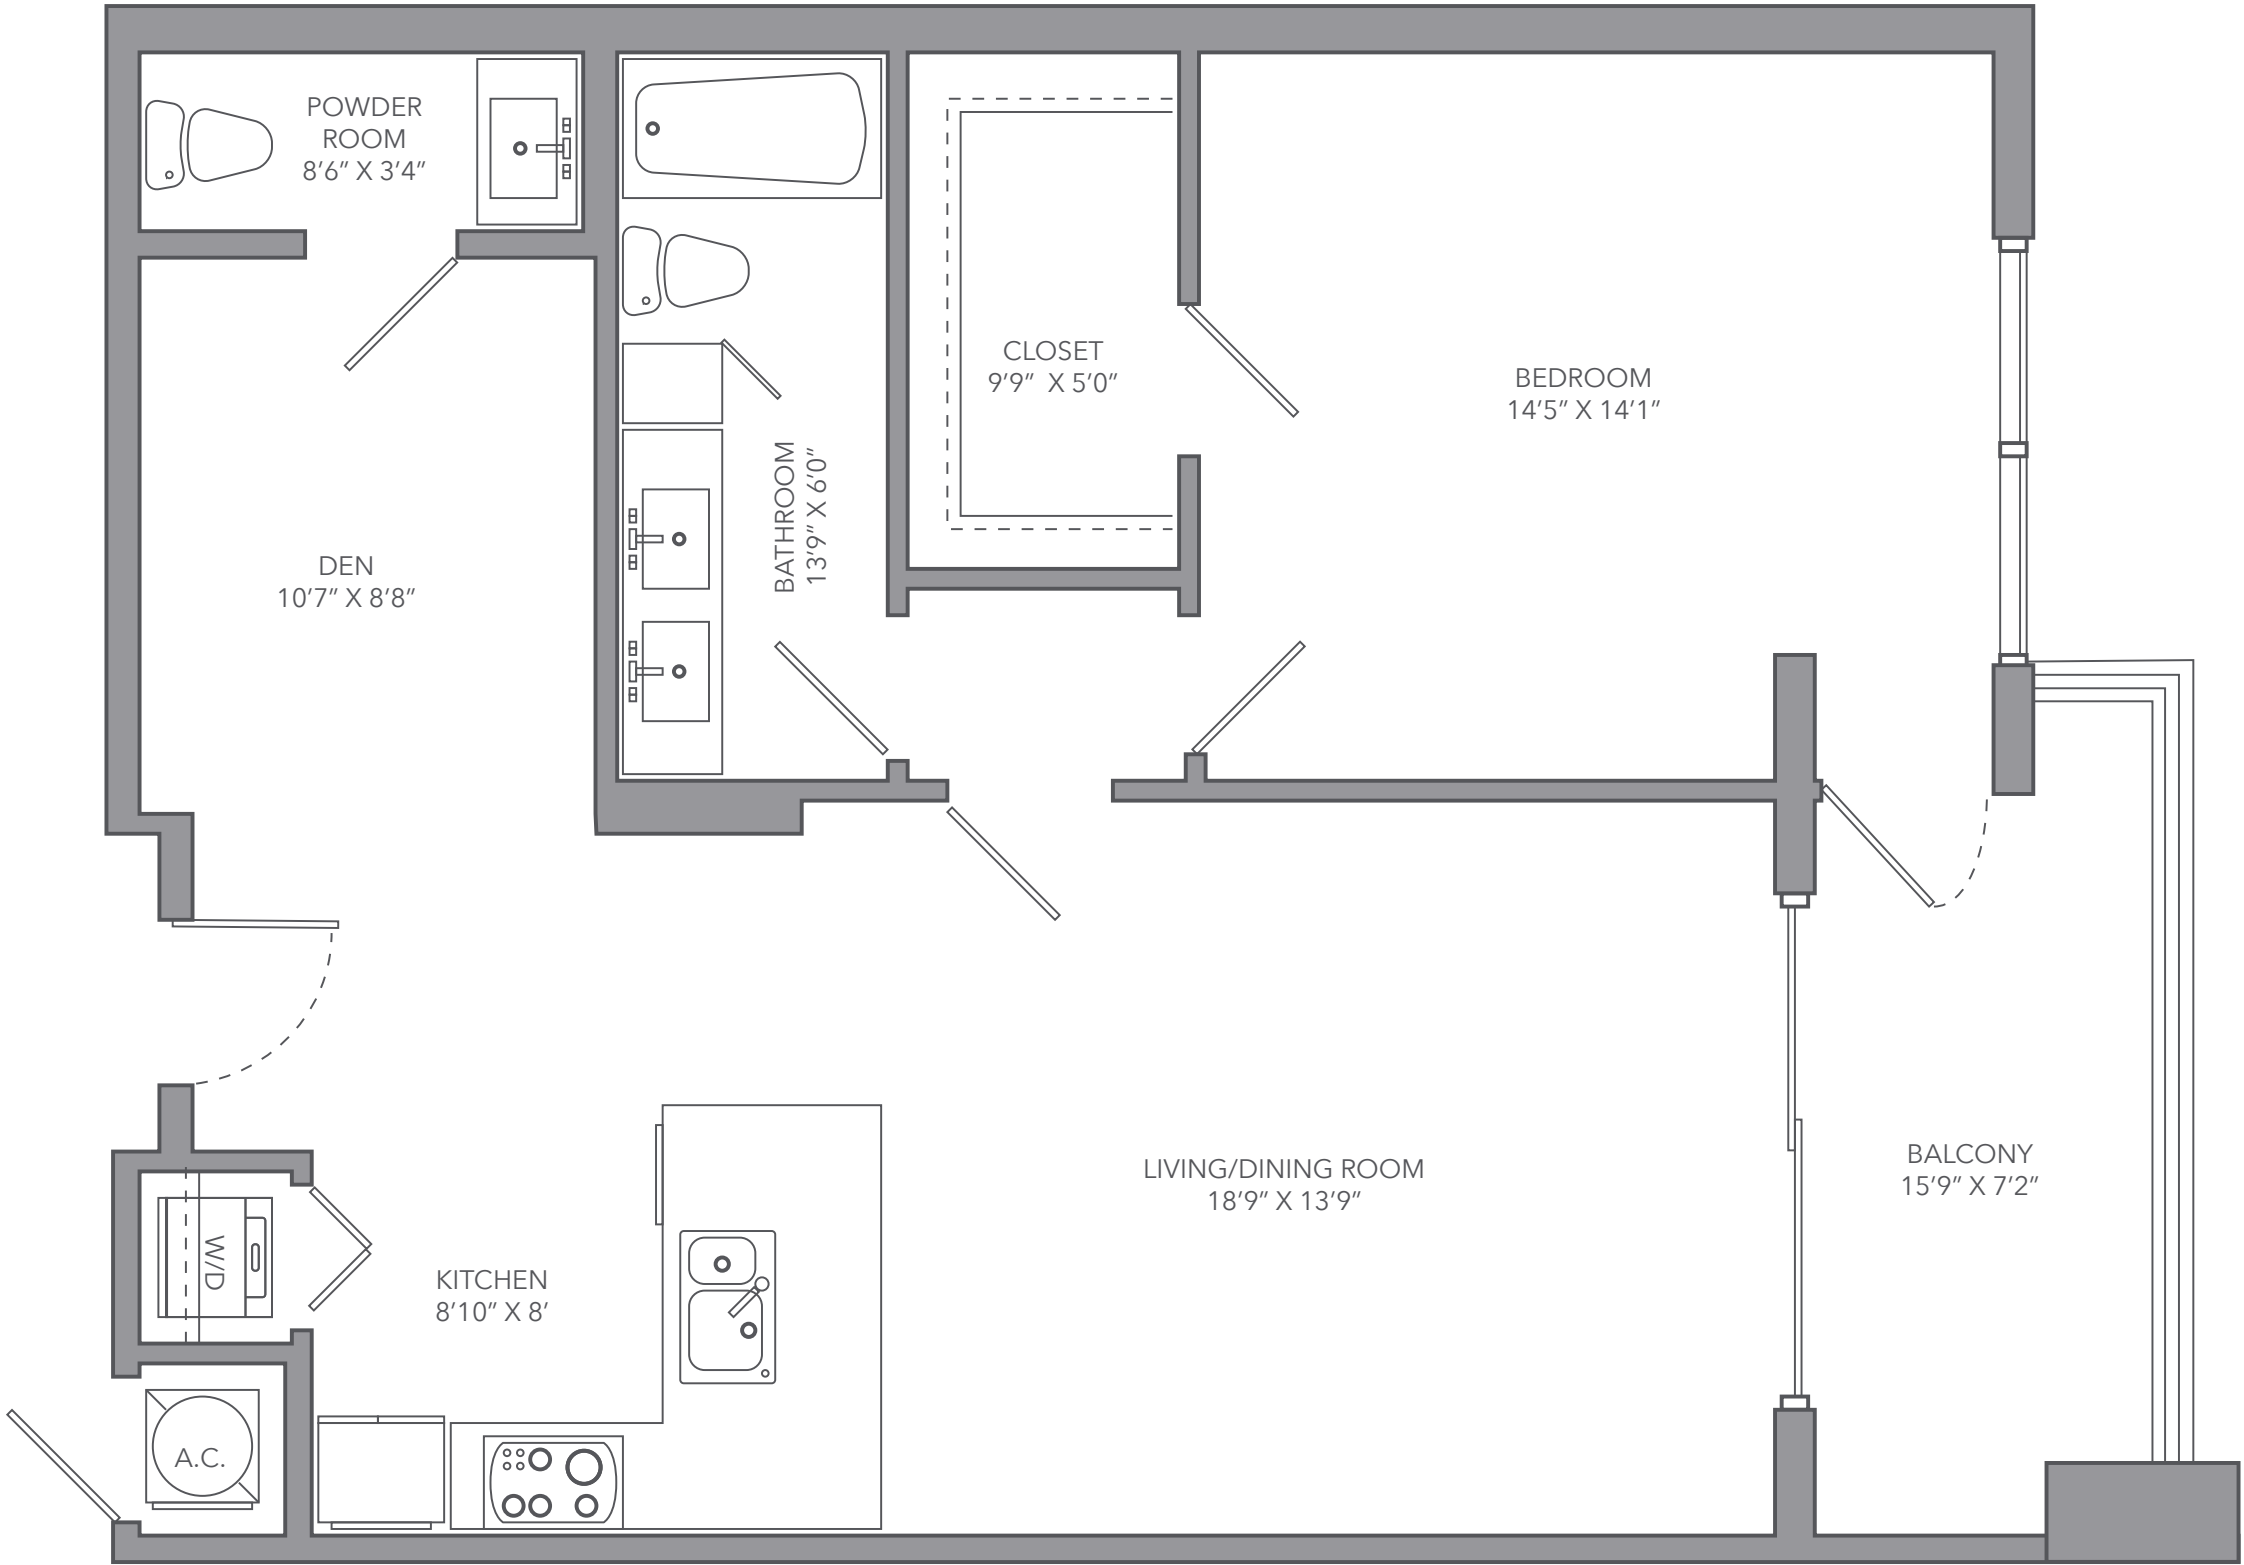 POWDER
ROOM
8’6” X 3’4”
CLOSET
9’9”  X 5’0”
BEDROOM
14’5” X 14’1”
BATHROOM
13’9” X 6’0”
DEN
10’7” X 8’8”
LIVING/DINING ROOM
18’9” X 13’9”
BALCONY
15’9” X 7’2”
W/D
KITCHEN
8’10” X 8’
A.C.